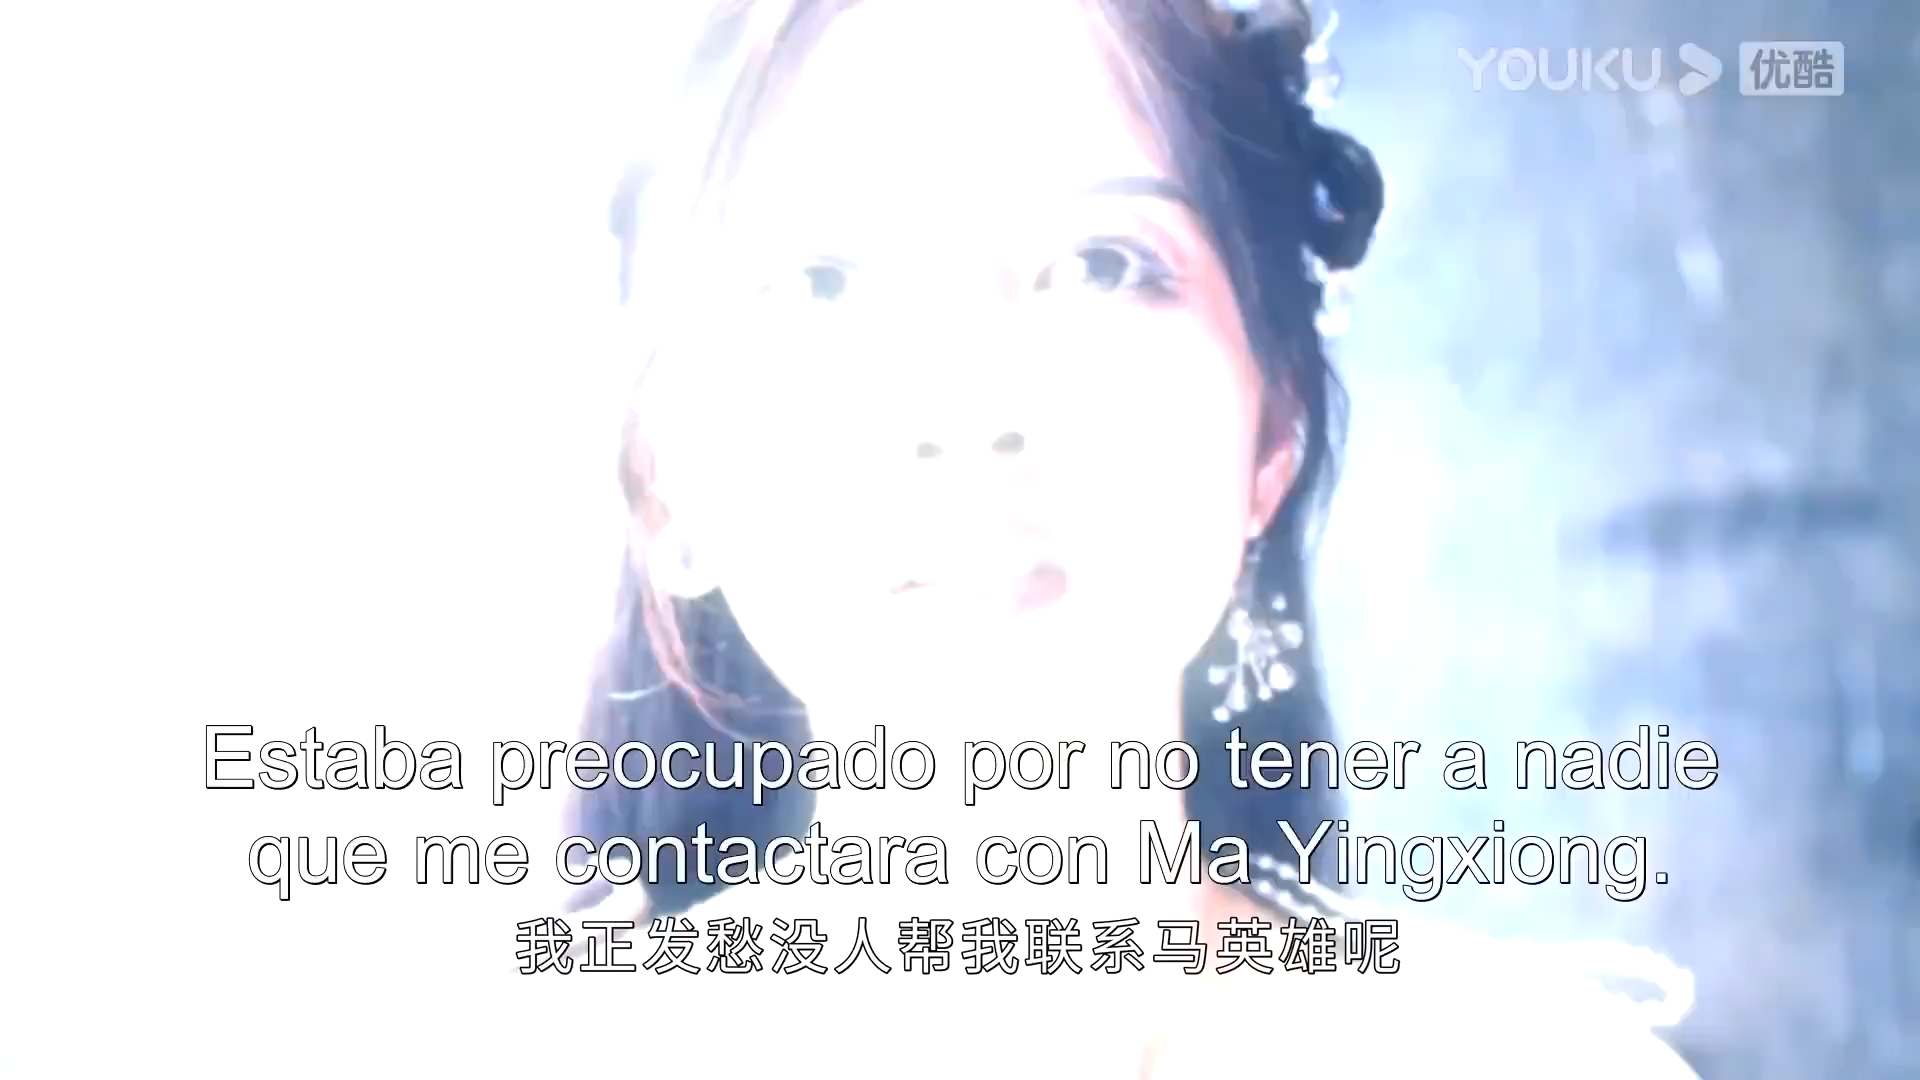 YOUKU 优酷
Estaba preocupado por no tener a nadie
que me contactara con Ma Yingxiong.
我正发愁没人帮我联系马英雄呢